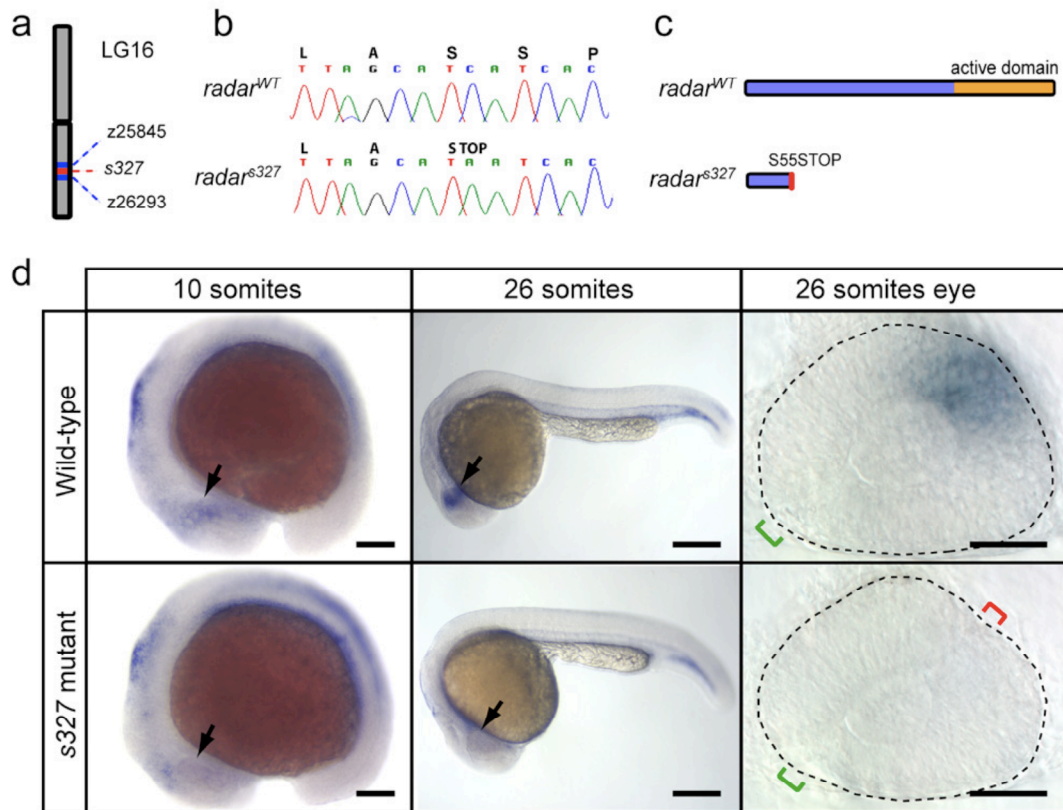 a
LG16
z25845
s327
z26293
b
L A S S P
T T A G C A T C A T C A C
radarWT
L A STOP
T T A G C A T A A T C A C
radars327
c
active domain
radarWT
S55STOP
radars327
d
10 somites 26 somites 26 somites eye
Wild-type
s327 mutant